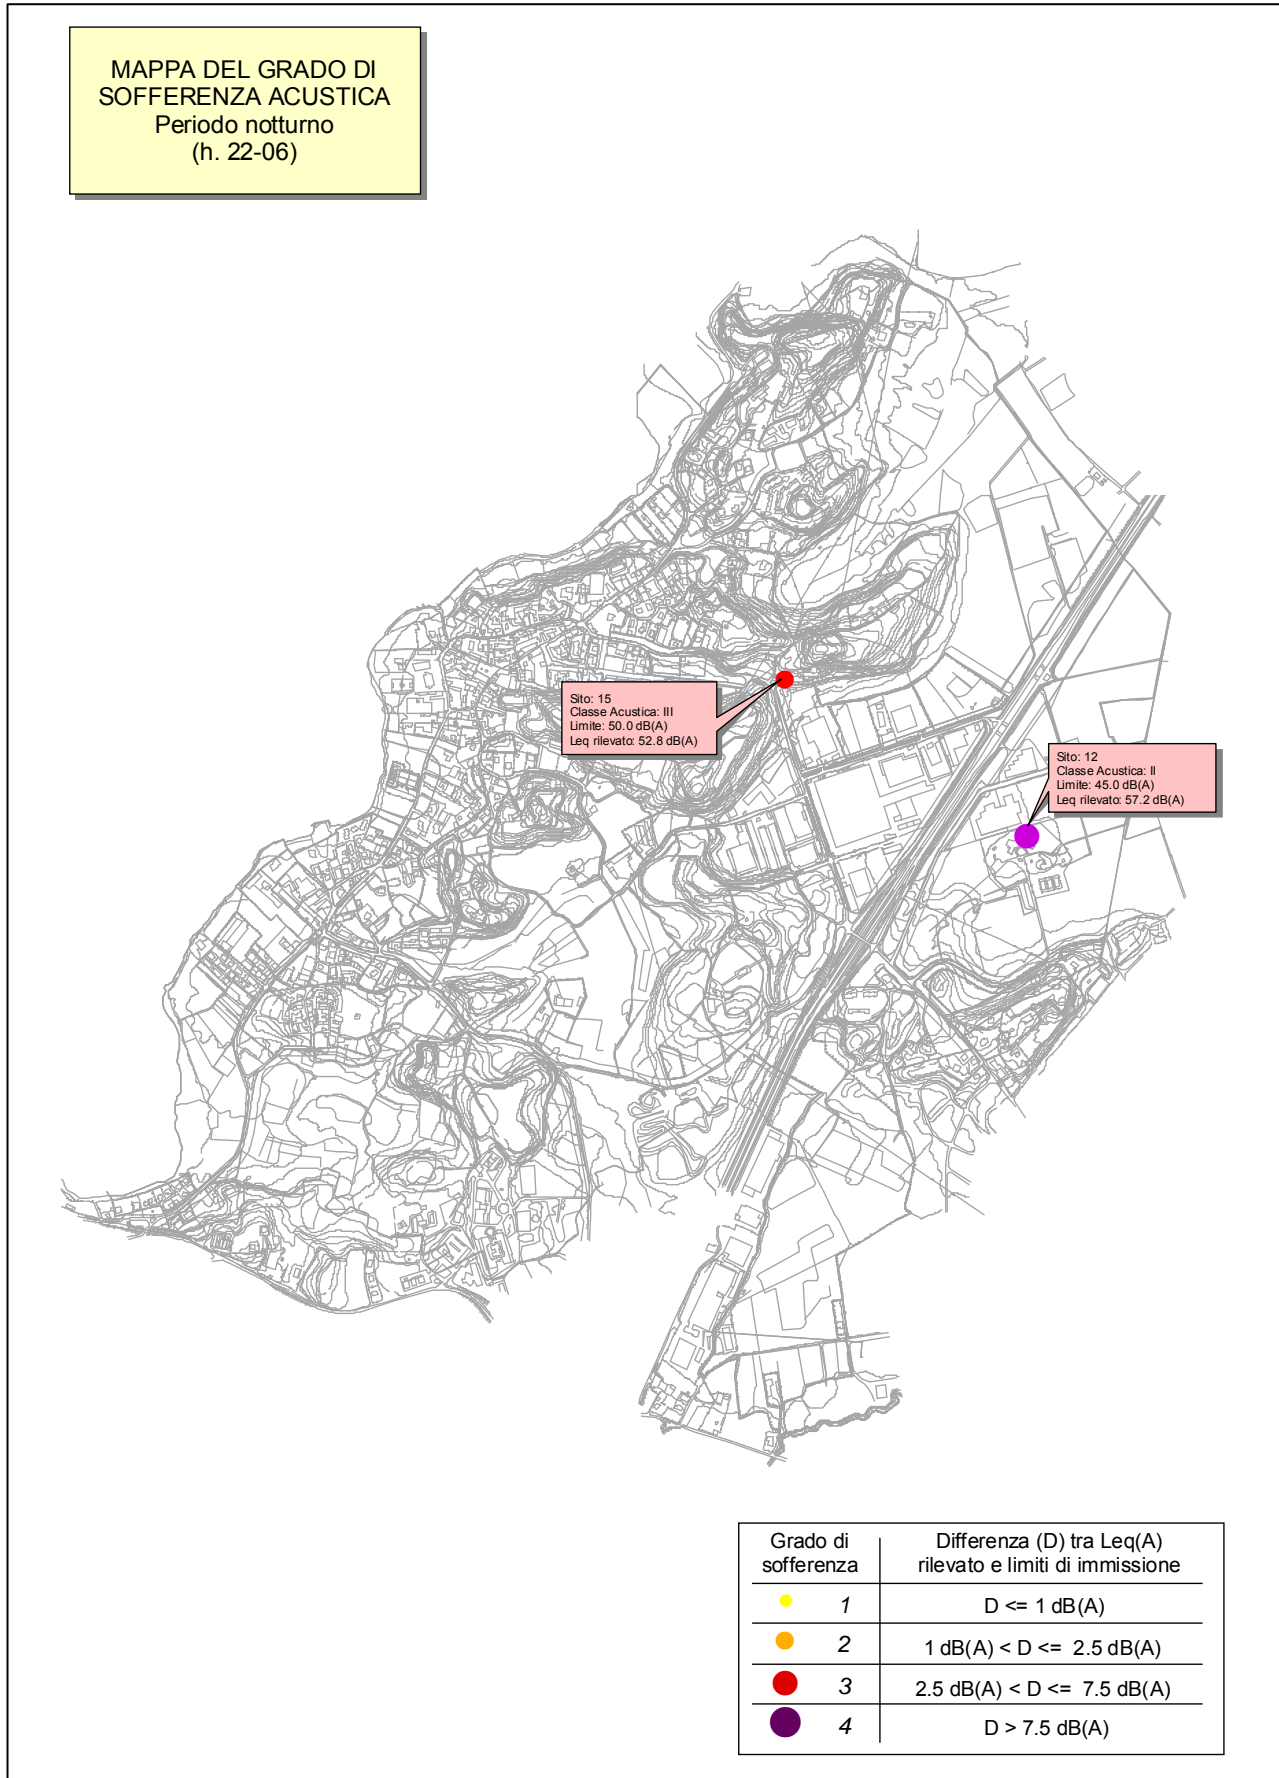 MAPPA DEL GRADO DI
SOFFERENZA ACUSTICA
Periodo notturno
(h. 22-06)
Sito: 15
Classe Acustica: III
Limite: 50.0 dB(A)
Leq rilevato: 52.8 dB(A)
Sito: 12
Classe Acustica: II
Limite: 45.0 dB(A)
Leq rilevato: 57.2 dB(A)
Grado di
sofferenza
Differenza (D) tra Leq(A)
rilevato e limiti di immissione
1 D <= 1 dB(A)
2 1 dB(A) < D <= 2.5 dB(A)
3 2.5 dB(A) < D <= 7.5 dB(A)
4 D > 7.5 dB(A)